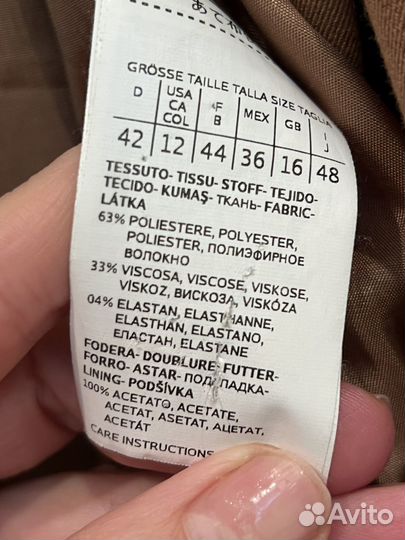 GRÖSSE TAILLE TALLA SIZE TAGLIA
D USA CA COL F B MEX GB I J
42 12 44 36 16 48
TESSUTO- TISSU- STOFF- TEJIDO-
TECIDO- KUMAŞ- ТКАНЬ- FABRIC-
LÁTKA
63% POLIESTERE, POLYESTER,
POLIESTER, ПОЛИЭФИРНОЕ
ВОЛОКНО
33% VISCOSA, VISCOSE, VISKOSE,
VİSKOZ, ВИСКОЗА, VISKÓZA
04% ELASTAN, ELASTHANNE,
ELASTHAN, ELASTANO,
ЕЛАСТАН, ELASTANE
FODERA- DOUBLURE- FUTTER-
FORRO- ASTAR- ПОДКЛАДКА-
LINING- PODŠÍVKA
100% ACETATO, ACETATE,
ACETAT, ASETAT, АЦЕТАТ,
ACETÁT
CARE INSTRUCTIONS
Avito